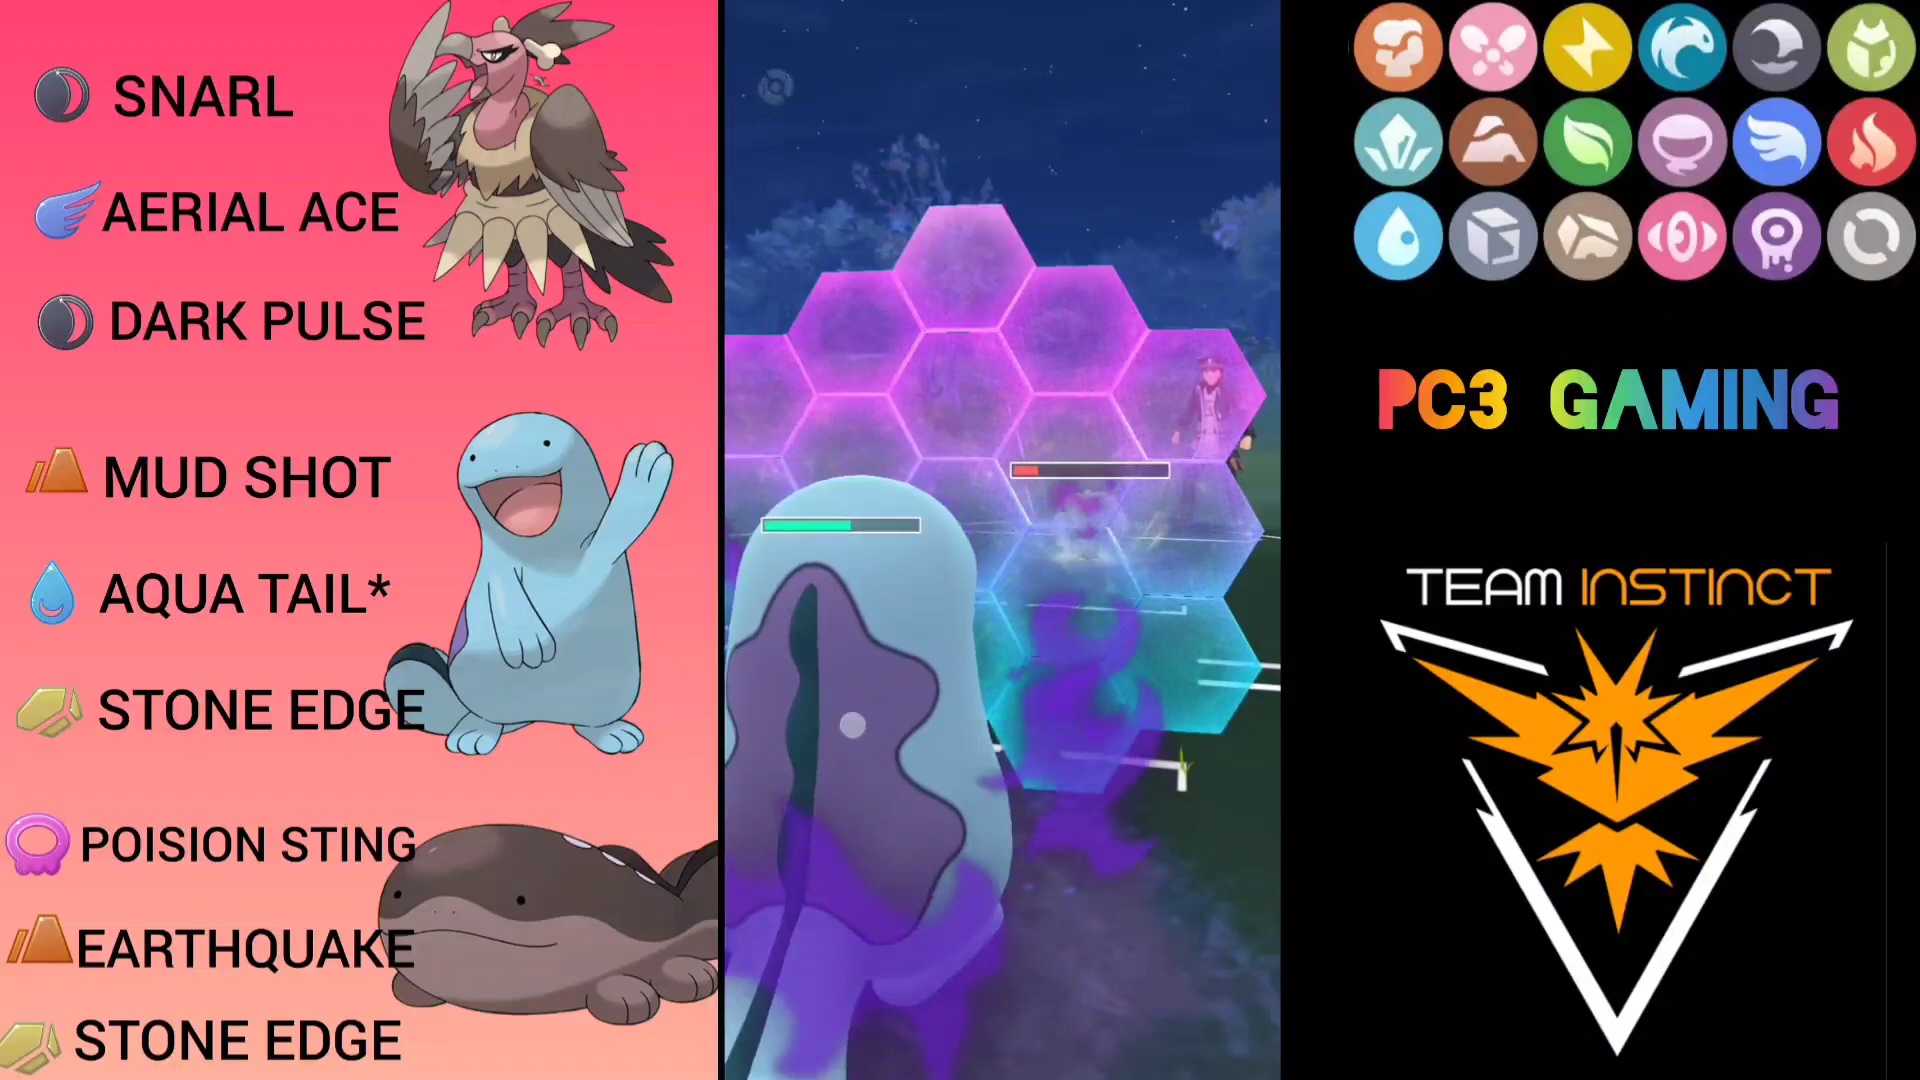 SNARL
AERIAL ACE
DARK PULSE
MUD SHOT
AQUA TAIL*
STONE EDGE
POISION STING
EARTHQUAKE
STONE EDGE
PC3 GAMING
TEAM INSTINCT